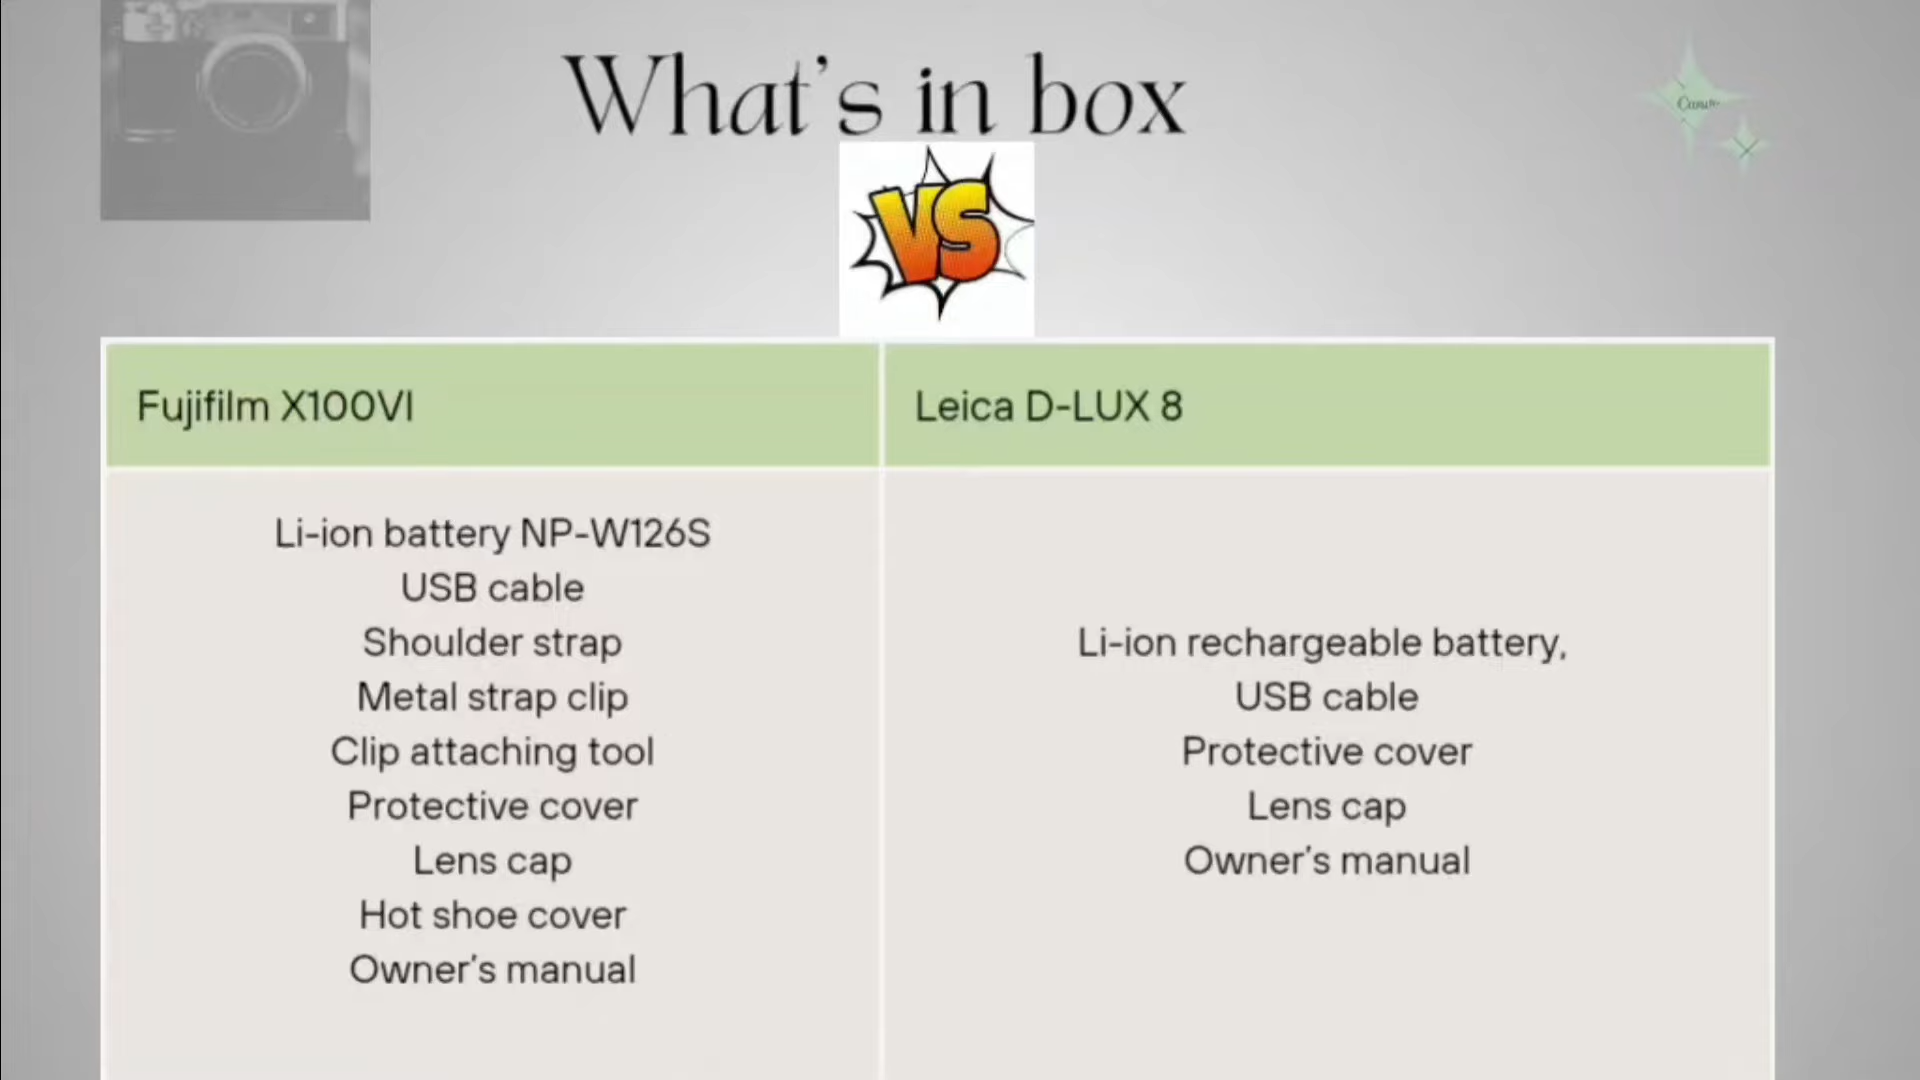 What's in box
VS
Fujifilm X100VI
Leica D-LUX 8
Li-ion battery NP-W126S
USB cable
Shoulder strap
Metal strap clip
Clip attaching tool
Protective cover
Lens cap
Hot shoe cover
Owner's manual
Li-ion rechargeable battery,
USB cable
Protective cover
Lens cap
Owner's manual